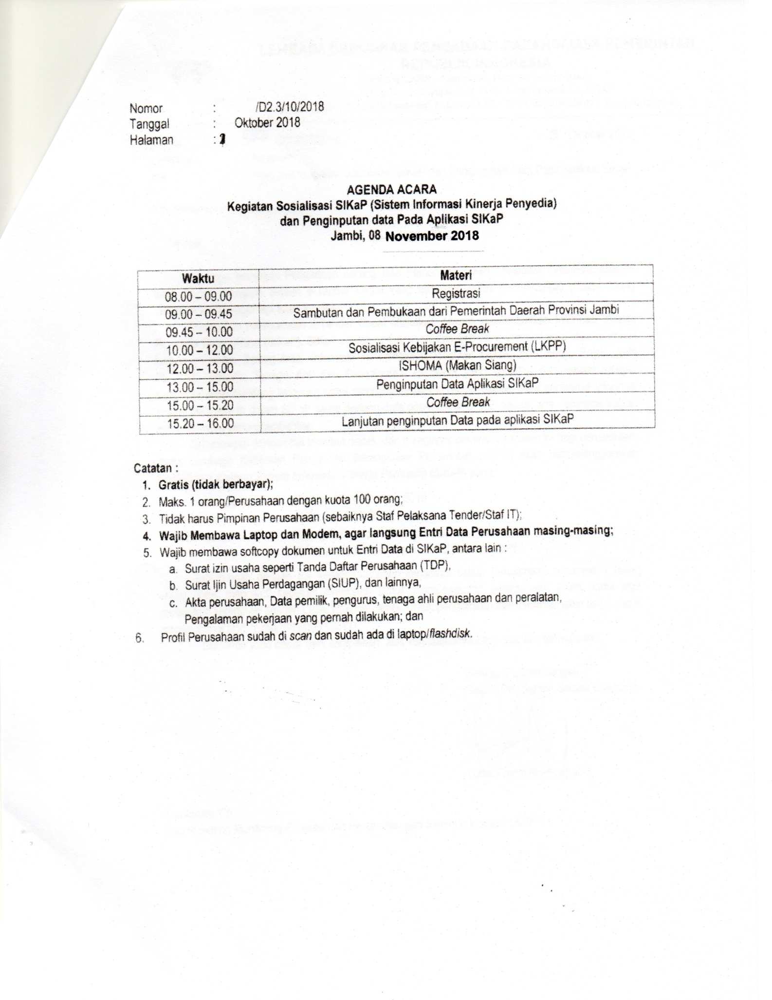 Nomor : /D2.3/10/2018
Tanggal : Oktober 2018
Halaman :
AGENDA ACARA
Kegiatan Sosialisasi SIKaP (Sistem Informasi Kinerja Penyedia)
dan Penginputan data Pada Aplikasi SIKaP
Jambi, 08 November 2018
Waktu Materi
08.00 – 09.00 Registrasi
09.00 – 09.45 Sambutan dan Pembukaan dari Pemerintah Daerah Provinsi Jambi
09.45 – 10.00 Coffee Break
10.00 – 12.00 Sosialisasi Kebijakan E-Procurement (LKPP)
12.00 – 13.00 ISHOMA (Makan Siang)
13.00 – 15.00 Penginputan Data Aplikasi SIKaP
15.00 – 15.20 Coffee Break
15.20 – 16.00 Lanjutan penginputan Data pada aplikasi SIKaP
Catatan :
1. Gratis (tidak berbayar);
2. Maks. 1 orang/Perusahaan dengan kuota 100 orang;
3. Tidak harus Pimpinan Perusahaan (sebaiknya Staf Pelaksana Tender/Staf IT);
4. Wajib Membawa Laptop dan Modem, agar langsung Entri Data Perusahaan masing-masing;
5. Wajib membawa softcopy dokumen untuk Entri Data di SIKaP, antara lain :
a. Surat izin usaha seperti Tanda Daftar Perusahaan (TDP),
b. Surat Ijin Usaha Perdagangan (SIUP), dan lainnya,
c. Akta perusahaan, Data pemilik, pengurus, tenaga ahli perusahaan dan peralatan,
Pengalaman pekerjaan yang pernah dilakukan; dan
6. Profil Perusahaan sudah di scan dan sudah ada di laptop/flashdisk.